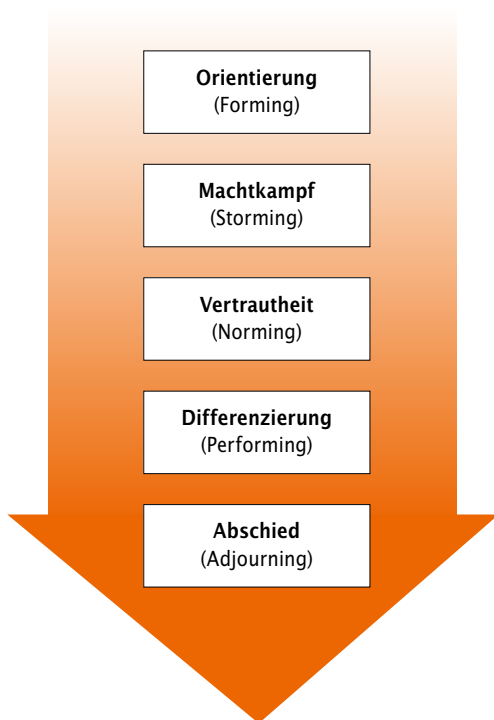 Orientierung
(Forming)
Machtkampf
(Storming)
Vertrautheit
(Norming)
Differenzierung
(Performing)
Abschied
(Adjourning)